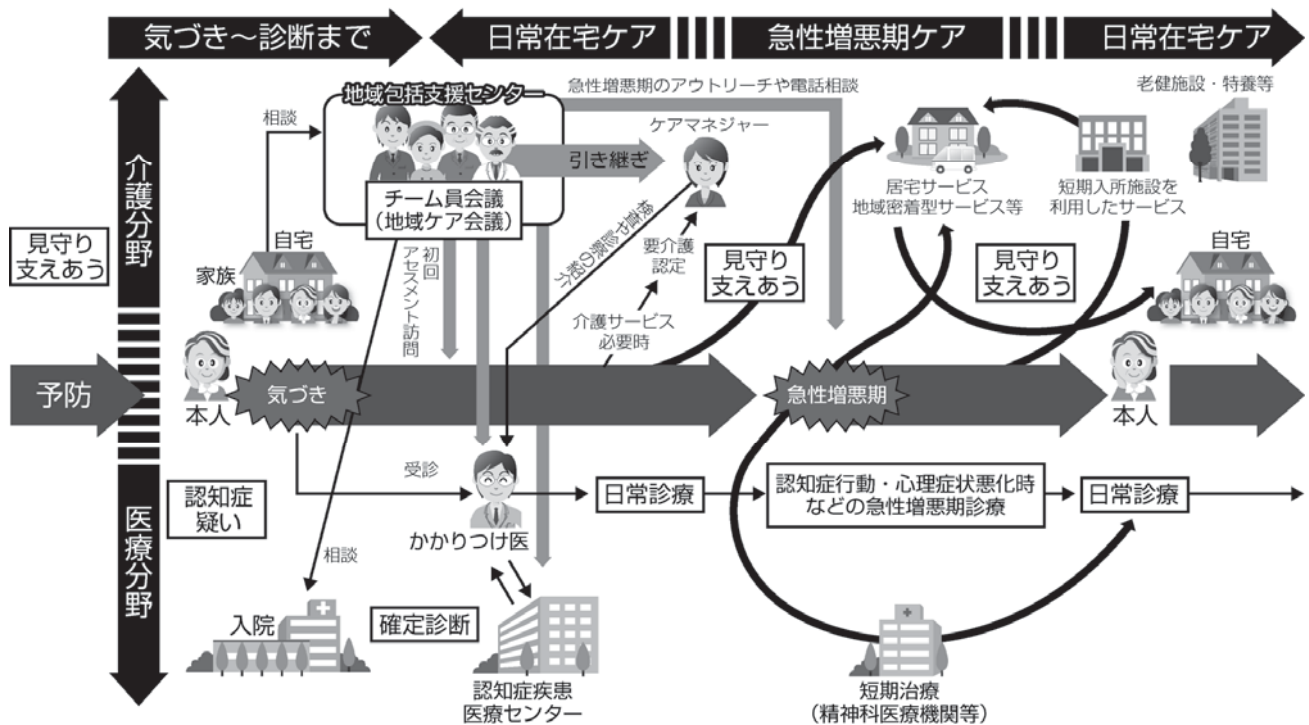 気づき～診断まで
日常在宅ケア
急性増悪期ケア
日常在宅ケア
介護分野
医療分野
見守り
支えあう
予防
地域包括支援センター
チーム員会議
（地域ケア会議）
相談
急性増悪期のアウトリーチや電話相談
ケアマネジャー
引き継ぎ
老健施設・特養等
居宅サービス
地域密着型サービス等
短期入所施設を
利用したサービス
自宅
家族
初回
アセスメント訪問
検査や診察の紹介
要介護
認定
介護サービス
必要時
見守り
支えあう
見守り
支えあう
自宅
本人
気づき
急性増悪期
本人
認知症
疑い
受診
かかりつけ医
日常診療
認知症行動・心理症状悪化時
などの急性増悪期診療
日常診療
相談
入院
確定診断
認知症疾患
医療センター
短期治療
（精神科医療機関等）